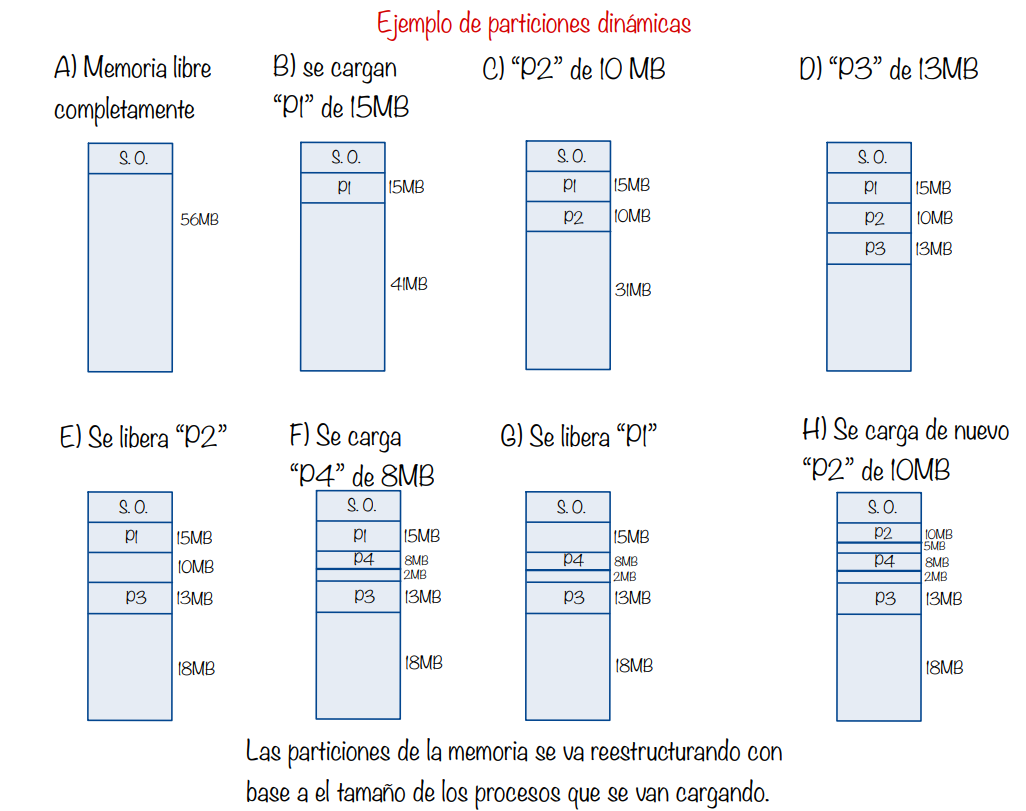 Ejemplo de particiones dinámicas
A) Memoria libre
completamente
S. O.
56MB
B) se cargan
“P1” de 15MB
S. O.
P1 15MB
41MB
C) “P2” de 10 MB
S. O.
P1 15MB
P2 10MB
31MB
D) “P3” de 13MB
S. O.
P1 15MB
P2 10MB
P3 13MB
E) Se libera “P2”
S. O.
P1 15MB
10MB
P3 13MB
18MB
F) Se carga
“P4” de 8MB
S. O.
P1 15MB
P4 8MB
2MB
P3 13MB
18MB
G) Se libera “P1”
S. O.
15MB
P4 8MB
2MB
P3 13MB
18MB
H) Se carga de nuevo
“P2” de 10MB
S. O.
P2 10MB
5MB
P4 8MB
2MB
P3 13MB
18MB
Las particiones de la memoria se va reestructurando con
base a el tamaño de los procesos que se van cargando.